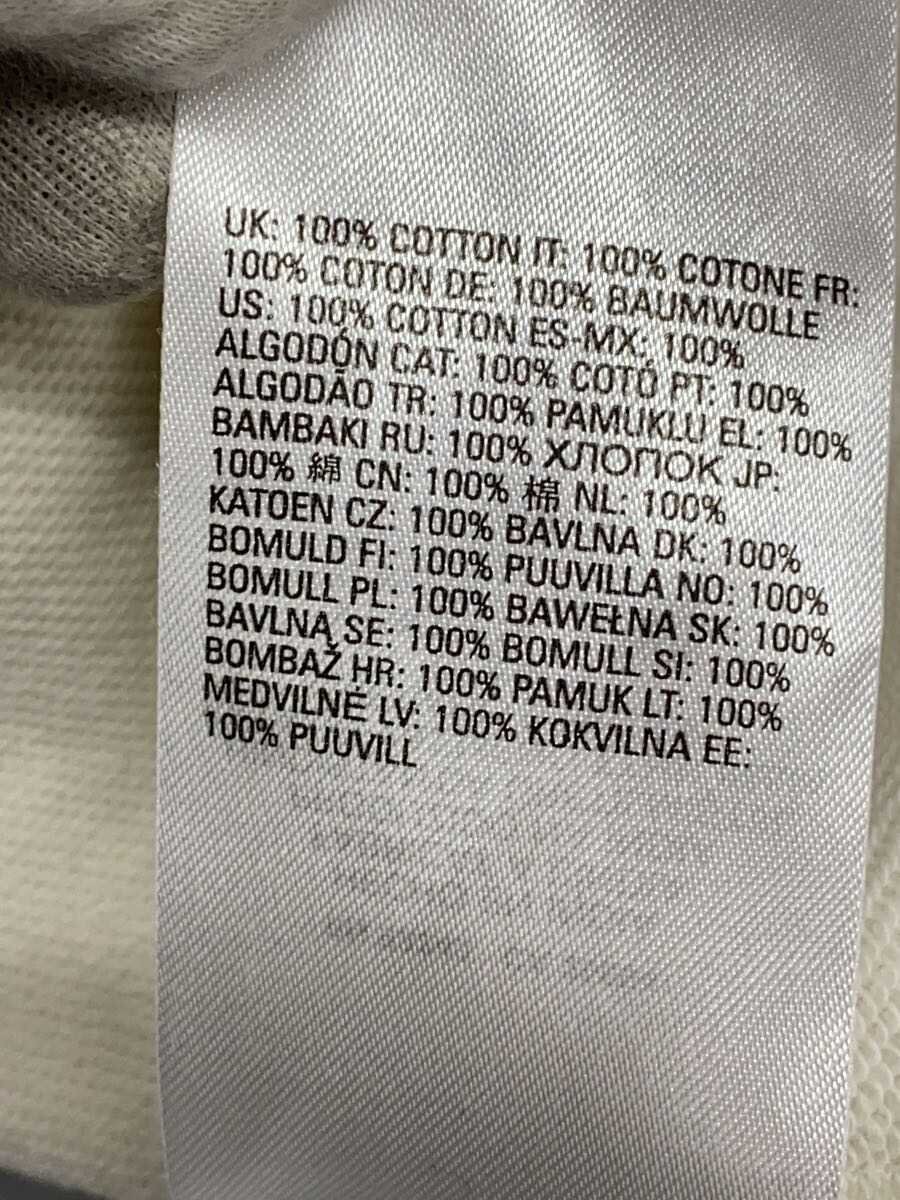 UK: 100% COTTON IT: 100% COTONE FR:
100% COTON DE: 100% BAUMWOLLE
US: 100% COTTON ES-MX: 100%
ALGODÓN CAT: 100% COTÓ PT: 100%
ALGODÃO TR: 100% PAMUKLU EL: 100%
BAMBAKI RU: 100% ХЛОПОК JP:
100% 綿 CN: 100% 棉 NL: 100%
KATOEN CZ: 100% BAVLNA DK: 100%
BOMULD FI: 100% PUUVILLA NO: 100%
BOMULL PL: 100% BAWEŁNA SK: 100%
BAVLNA SE: 100% BOMULL SI: 100%
BOMBAŽ HR: 100% PAMUK LT: 100%
MEDVILNĖ LV: 100% KOKVILNA EE:
100% PUUVILL